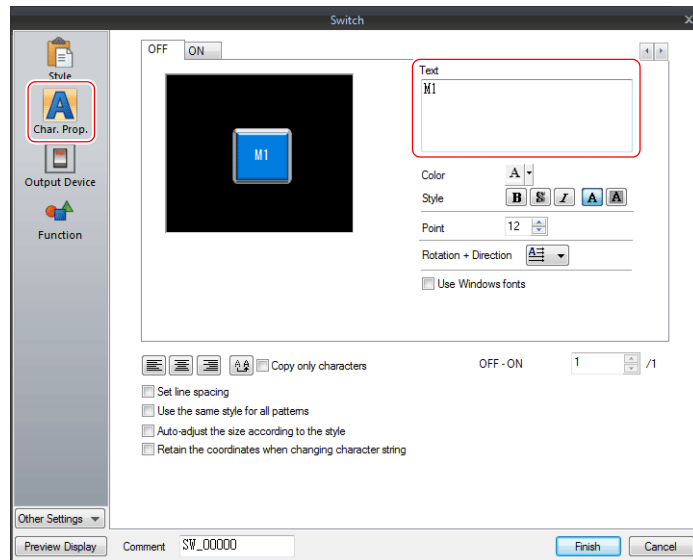 Switch
Style
Char. Prop.
Output Device
Function
OFF ON
M1
Text
M1
Color A
Style B S I A A
Point 12
Rotation + Direction A
Use Windows fonts
Copy only characters
OFF - ON 1 /1
Set line spacing
Use the same style for all patterns
Auto-adjust the size according to the style
Retain the coordinates when changing character string
Other Settings
Preview Display Comment SW_00000 Finish Cancel